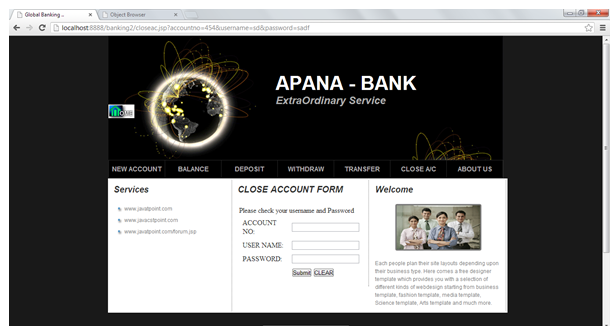 Global Banking ..
Object Browser
localhost:8888/banking2/closeac.jsp?accountno=454&username=sd&password=sadf
APANA - BANK
ExtraOrdinary Service
NEW ACCOUNT BALANCE DEPOSIT WITHDRAW TRANSFER CLOSE A/C ABOUT US
Services
www.javatpoint.com
www.javacstpoint.com
www.javatpoint.com/forum.jsp
CLOSE ACCOUNT FORM
Please check your username and Password
ACCOUNT
NO:
USER NAME:
PASSWORD:
Submit CLEAR
Welcome
Each people plan their site layouts depending upon
their business type. Here comes a free designer
template which provides you with a selection of
different kinds of webdesign starting from business
template, fashion template, media template,
Science template, Arts template and much more.